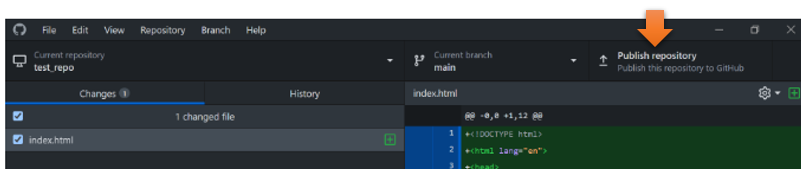 File Edit View Repository Branch Help
Current repository
test_repo
Current branch
main
Publish repository
Publish this repository to GitHub
Changes 1
History
index.html
1 changed file
@@ -0,0 +1,12 @@
index.html
1 +<!DOCTYPE html>
2 +<html lang="en">
3 +<head>